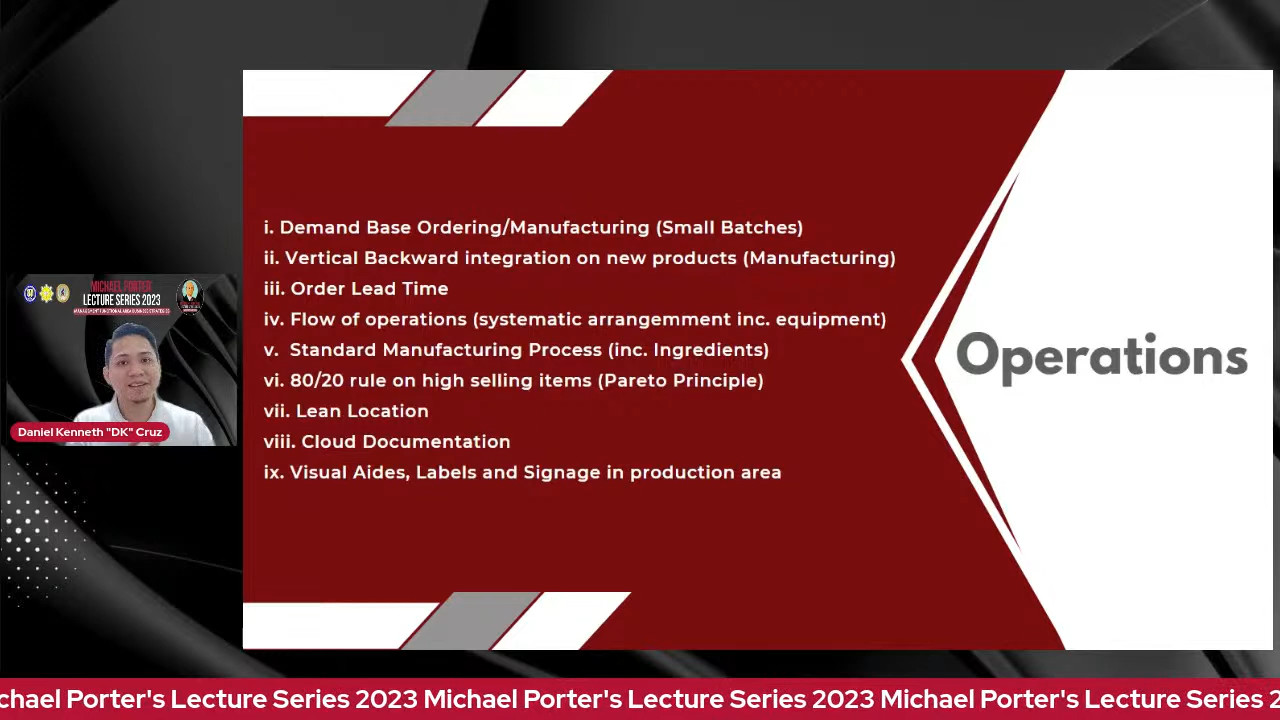 i. Demand Base Ordering/Manufacturing (Small Batches)
ii. Vertical Backward integration on new products (Manufacturing)
iii. Order Lead Time
iv. Flow of operations (systematic arrangemment inc. equipment)
v. Standard Manufacturing Process (inc. Ingredients)
vi. 80/20 rule on high selling items (Pareto Principle)
vii. Lean Location
viii. Cloud Documentation
ix. Visual Aides, Labels and Signage in production area
Operations
MICHAEL PORTER
LECTURE SERIES 2023
Daniel Kenneth "DK" Cruz
chael Porter's Lecture Series 2023 Michael Porter's Lecture Series 2023 Michael Porter's Lecture Series 2